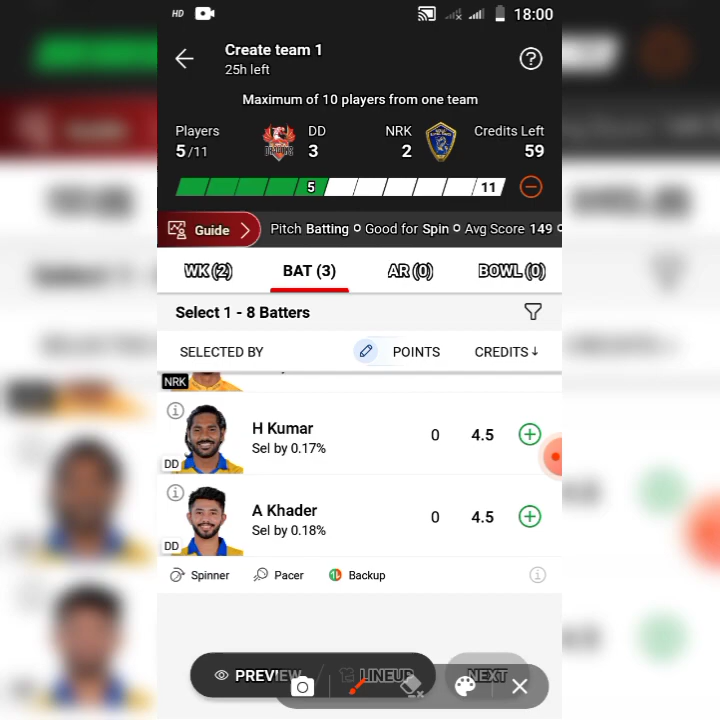 HD 18:00
Create team 1
25h left
Maximum of 10 players from one team
Players DD NRK Credits Left
5/11 3 2 59
5 11
Guide Pitch Batting Good for Spin Avg Score 149
WK (2) BAT (3) AR (0) BOWL (0)
Select 1 - 8 Batters
SELECTED BY POINTS CREDITS↓
NRK
H Kumar
Sel by 0.17% 0 4.5
DD
A Khader
Sel by 0.18% 0 4.5
DD
Spinner Pacer Backup
PREVIEW / LINEUP NEXT